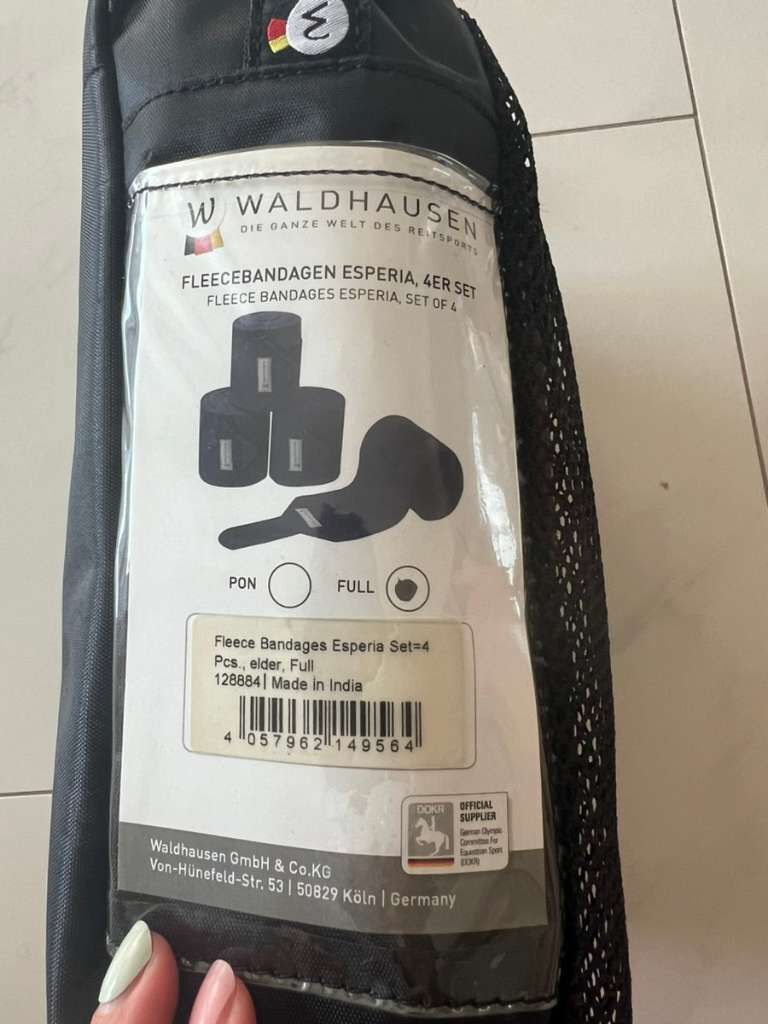 W
W WALDHAUSEN
DIE GANZE WELT DES REITSPORTS
FLEECEBANDAGEN ESPERIA, 4ER SET
FLEECE BANDAGES ESPERIA, SET OF 4
PON FULL
Fleece Bandages Esperia Set=4
Pcs., elder, Full
128884| Made in India
4 057962 149564
DOKR
OFFICIAL
SUPPLIER
German Olympic
Committee For
Equestrian Sport
(DOKR)
Waldhausen GmbH & Co.KG
Von-Hünefeld-Str. 53 | 50829 Köln | Germany